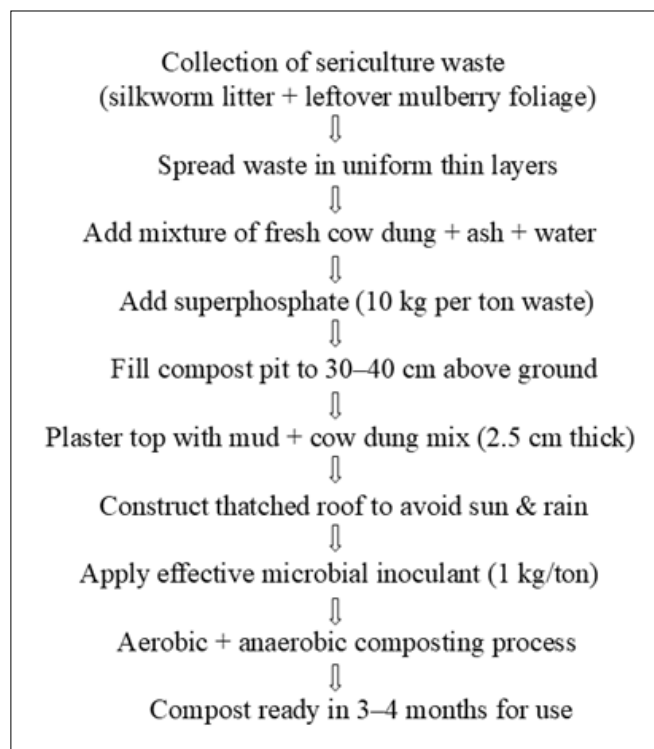 Collection of sericulture waste
(silkworm litter + leftover mulberry foliage)
⇩
Spread waste in uniform thin layers
⇩
Add mixture of fresh cow dung + ash + water
⇩
Add superphosphate (10 kg per ton waste)
⇩
Fill compost pit to 30–40 cm above ground
⇩
Plaster top with mud + cow dung mix (2.5 cm thick)
⇩
Construct thatched roof to avoid sun & rain
⇩
Apply effective microbial inoculant (1 kg/ton)
⇩
Aerobic + anaerobic composting process
⇩
Compost ready in 3–4 months for use